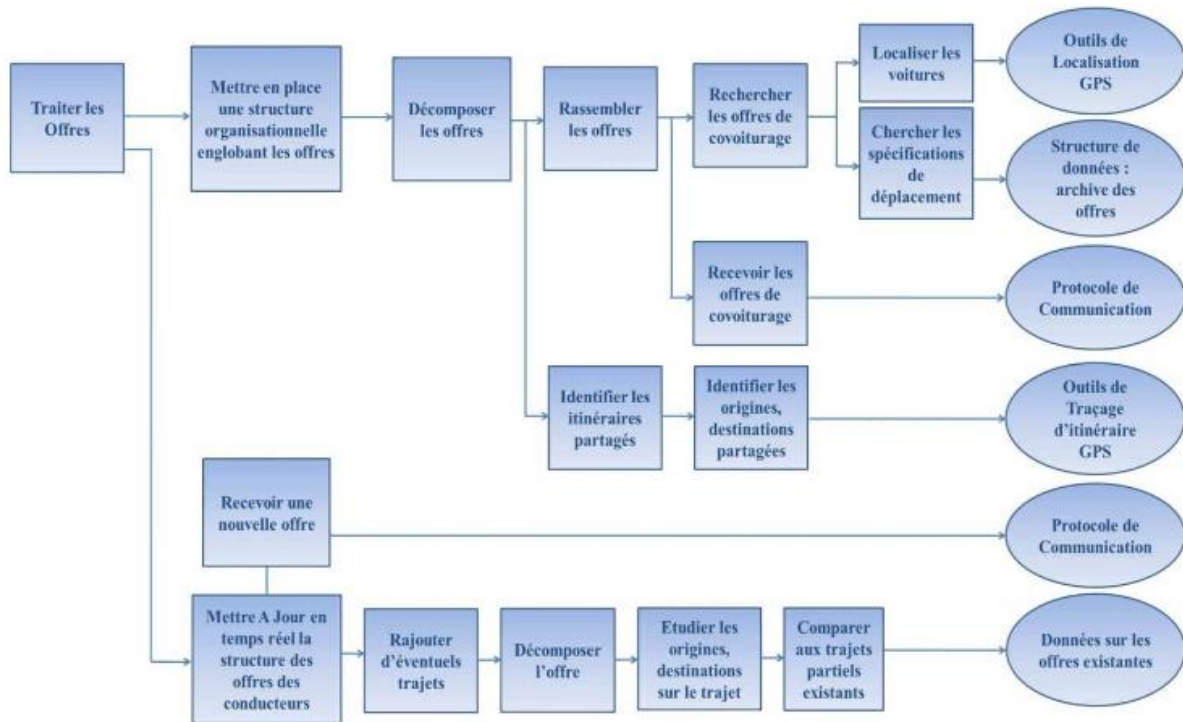 Traiter les
Offres
Mettre en place
une structure
organisationnelle
englobant les offres
Décomposer
les offres
Rassembler
les offres
Rechercher
les offres de
covoiturage
Localiser les
voitures
Outils de
Localisation
GPS
Chercher les
spécifications
de
déplacement
Structure de
données :
archive des
offres
Recevoir les
offres de
covoiturage
Protocole de
Communication
Identifier les
itinéraires
partagés
Identifier les
origines,
destinations
partagées
Outils de
Traçage
d'itinéraire
GPS
Recevoir une
nouvelle offre
Protocole de
Communication
Mettre A Jour en
temps réel la
structure des
offres des
conducteurs
Rajouter
d'éventuels
trajets
Décomposer
l'offre
Etudier les
origines,
destinations
sur le trajet
Comparer
aux trajets
partiels
existants
Données sur les
offres existantes